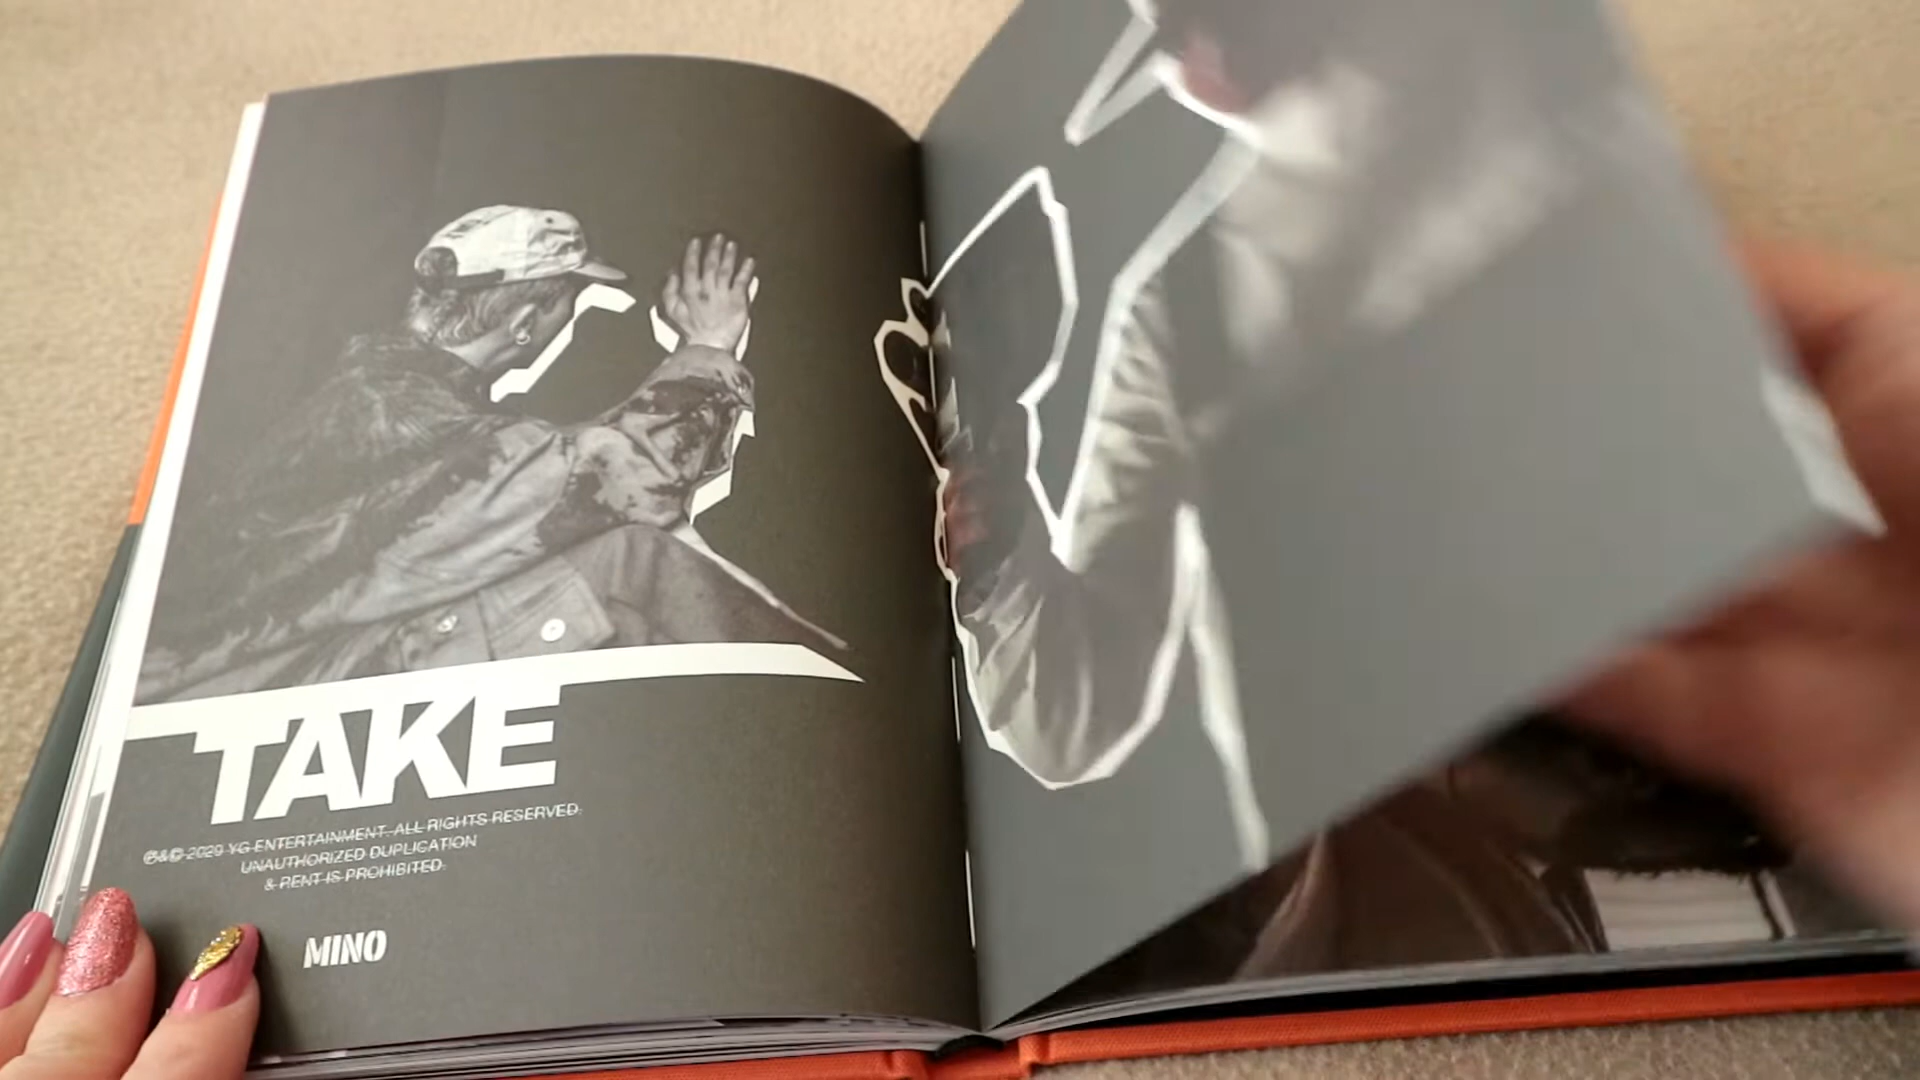 TAKE
℗&© 2020 YG ENTERTAINMENT. ALL RIGHTS RESERVED.
UNAUTHORIZED DUPLICATION
& RENT IS PROHIBITED.
MINO